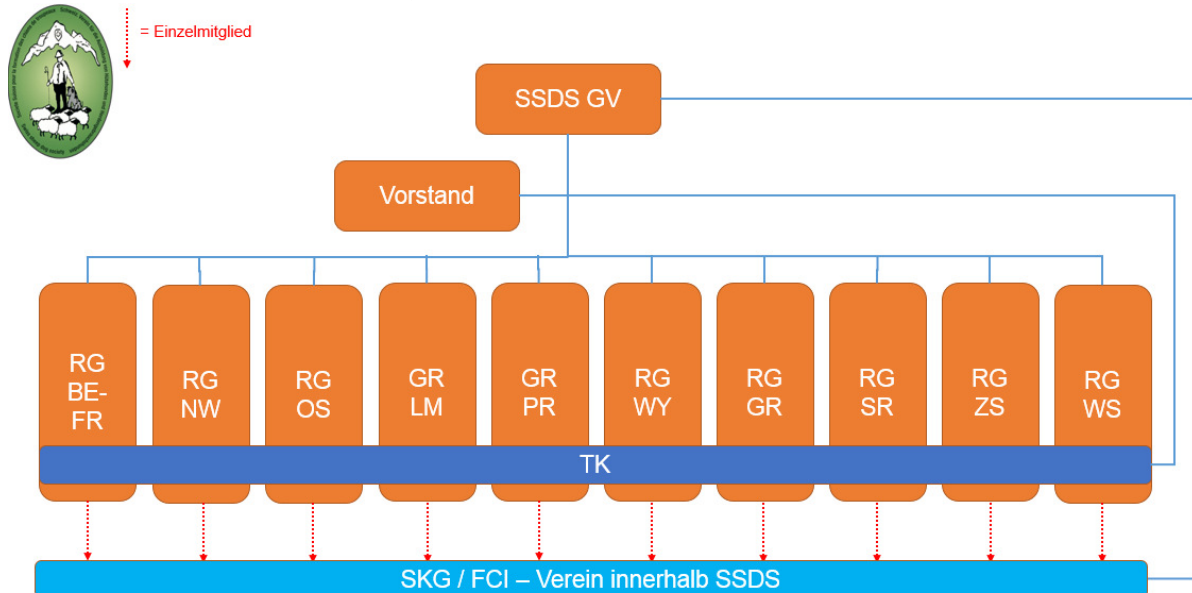 = Einzelmitglied
SSDS GV
Vorstand
RG
BE-
FR
RG
NW
RG
OS
GR
LM
GR
PR
RG
WY
RG
GR
RG
SR
RG
ZS
RG
WS
TK
SKG / FCI – Verein innerhalb SSDS